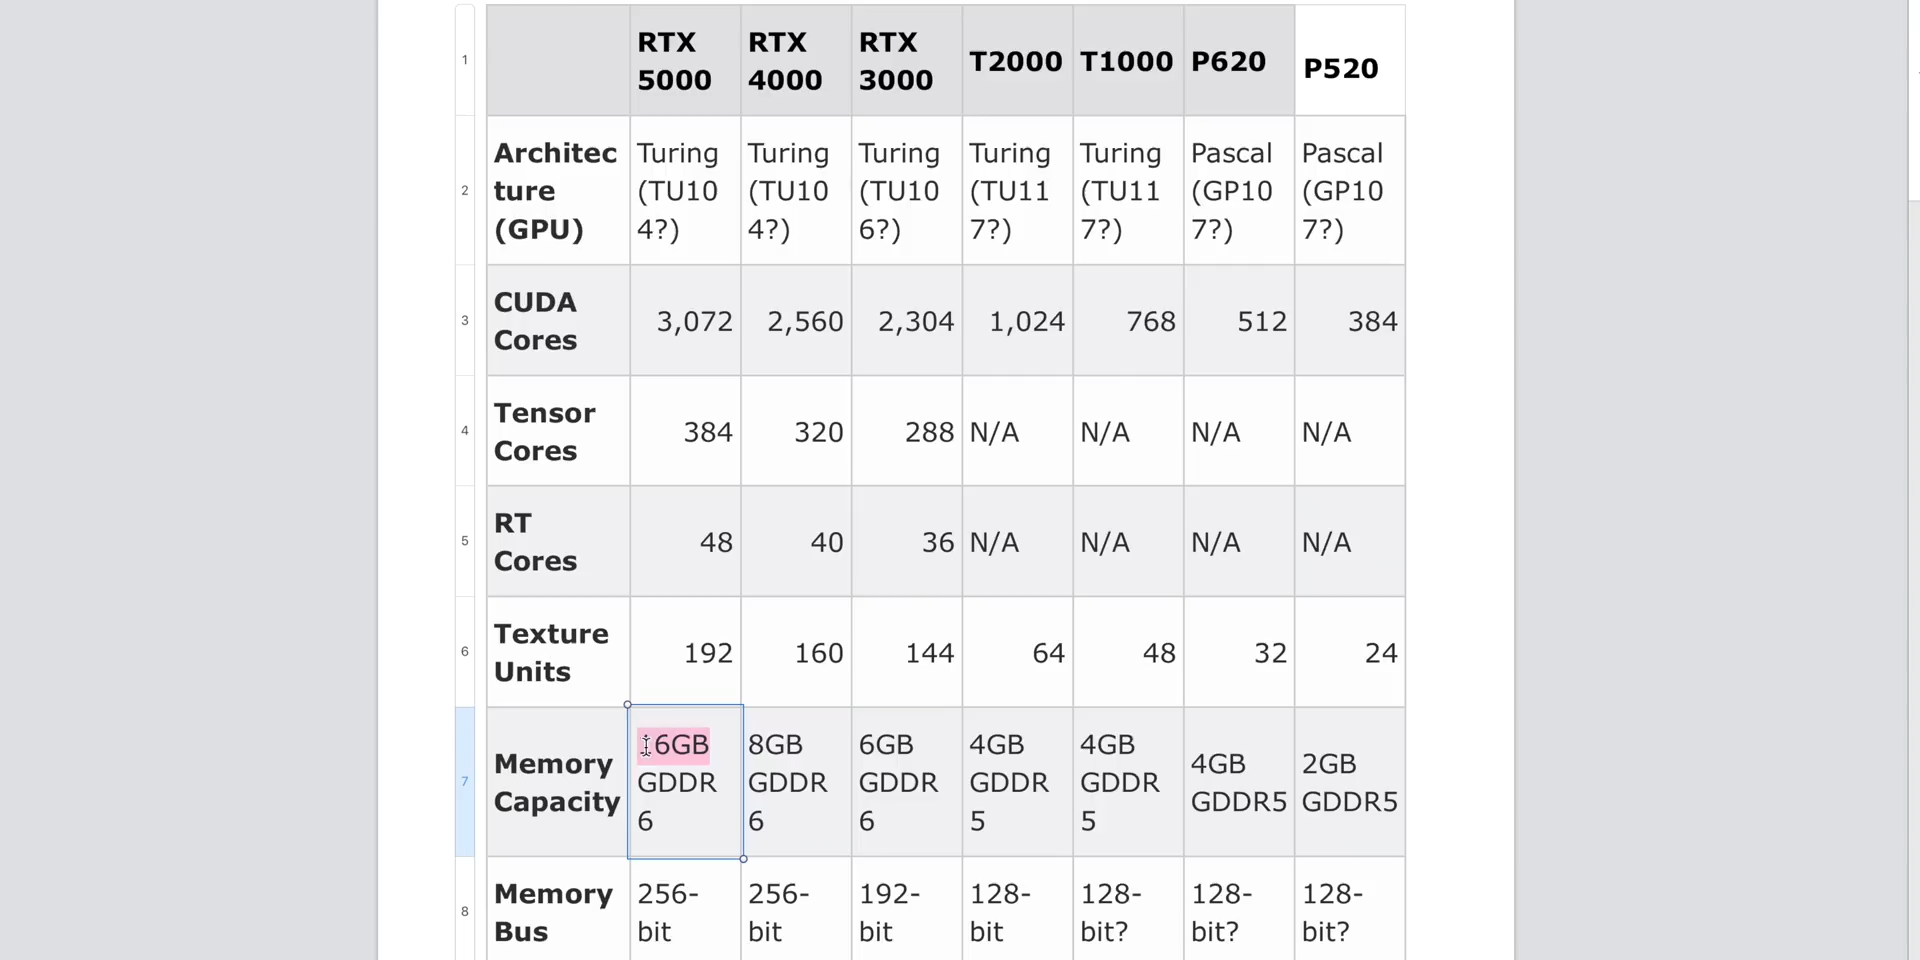 1
RTX
5000
RTX
4000
RTX
3000
T2000
T1000
P620
P520
2
Architec
ture
(GPU)
Turing
(TU10
4?)
Turing
(TU10
4?)
Turing
(TU10
6?)
Turing
(TU11
7?)
Turing
(TU11
7?)
Pascal
(GP10
7?)
Pascal
(GP10
7?)
3
CUDA
Cores
3,072
2,560
2,304
1,024
768
512
384
4
Tensor
Cores
384
320
288
N/A
N/A
N/A
N/A
5
RT
Cores
48
40
36
N/A
N/A
N/A
N/A
6
Texture
Units
192
160
144
64
48
32
24
7
Memory
Capacity
16GB
GDDR
6
8GB
GDDR
6
6GB
GDDR
6
4GB
GDDR
5
4GB
GDDR
5
4GB
GDDR5
2GB
GDDR5
8
Memory
Bus
256-
bit
256-
bit
192-
bit
128-
bit
128-
bit?
128-
bit?
128-
bit?